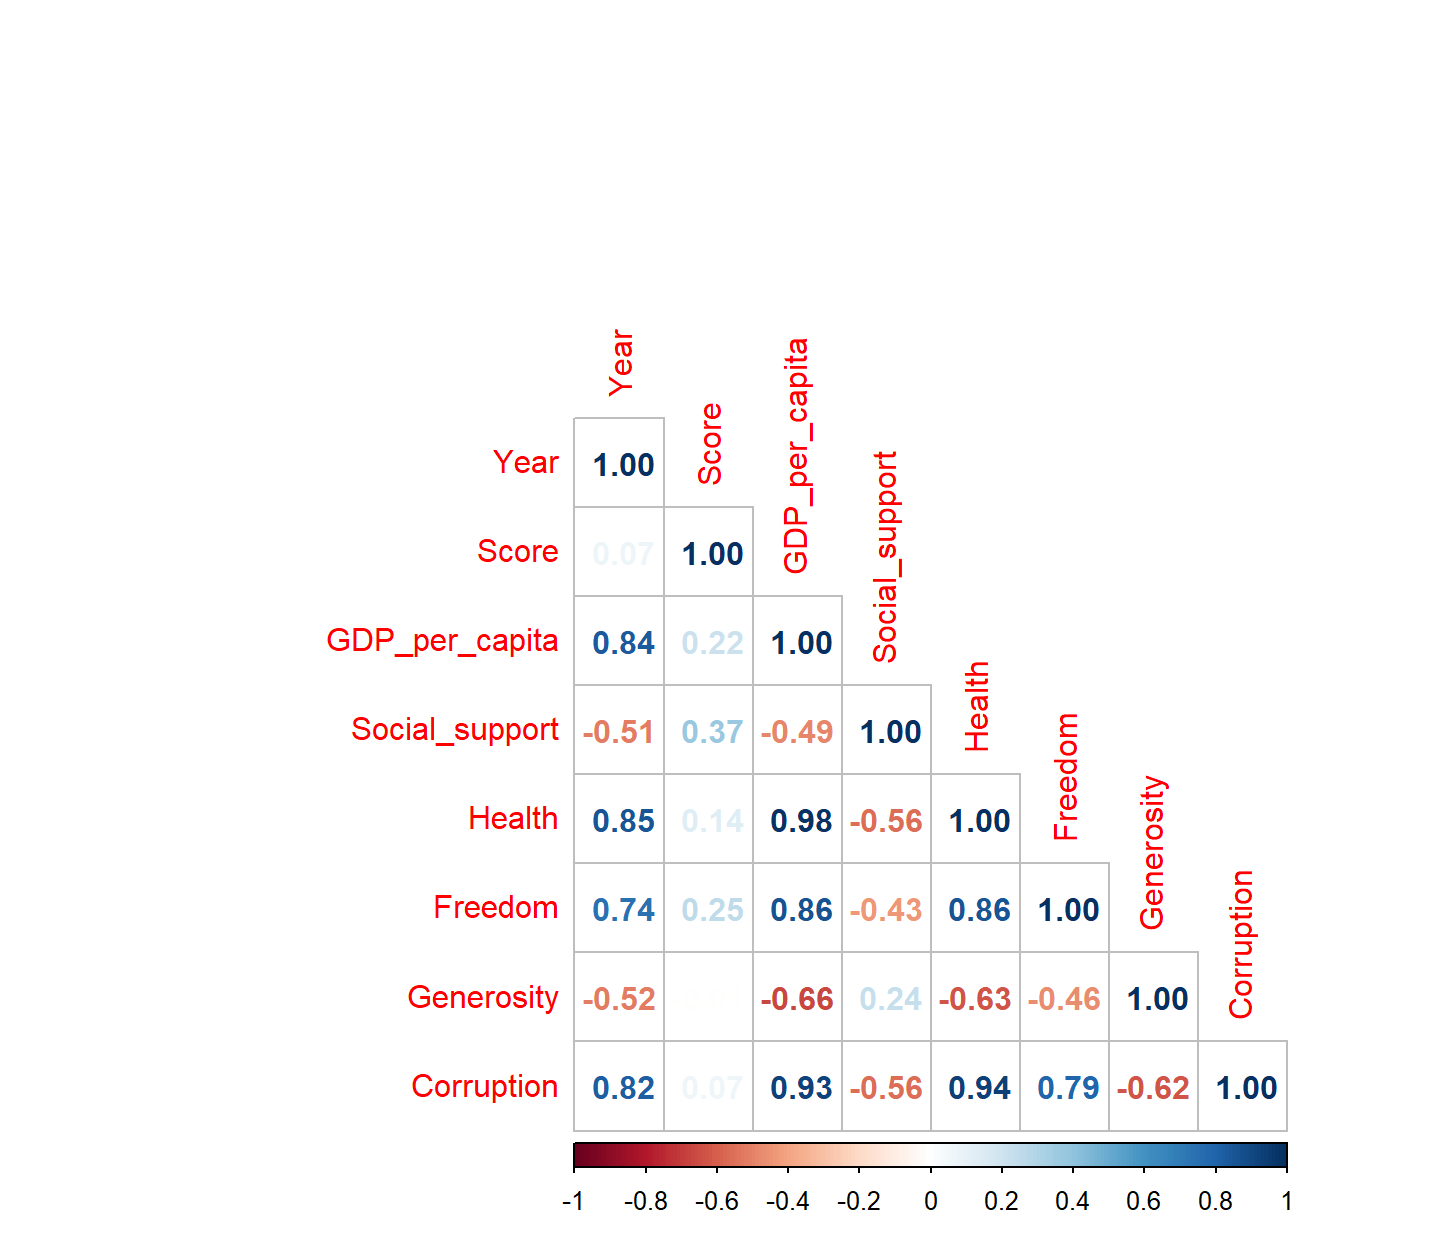 Year
Score
GDP_per_capita
Social_support
Health
Freedom
Generosity
Corruption
Year 1.00
Score 0.07 1.00
GDP_per_capita 0.84 0.22 1.00
Social_support -0.51 0.37 -0.49 1.00
Health 0.85 0.14 0.98 -0.56 1.00
Freedom 0.74 0.25 0.86 -0.43 0.86 1.00
Generosity -0.52 -0.66 0.24 -0.63 -0.46 1.00
Corruption 0.82 0.07 0.93 -0.56 0.94 0.79 -0.62 1.00
-1 -0.8 -0.6 -0.4 -0.2 0 0.2 0.4 0.6 0.8 1